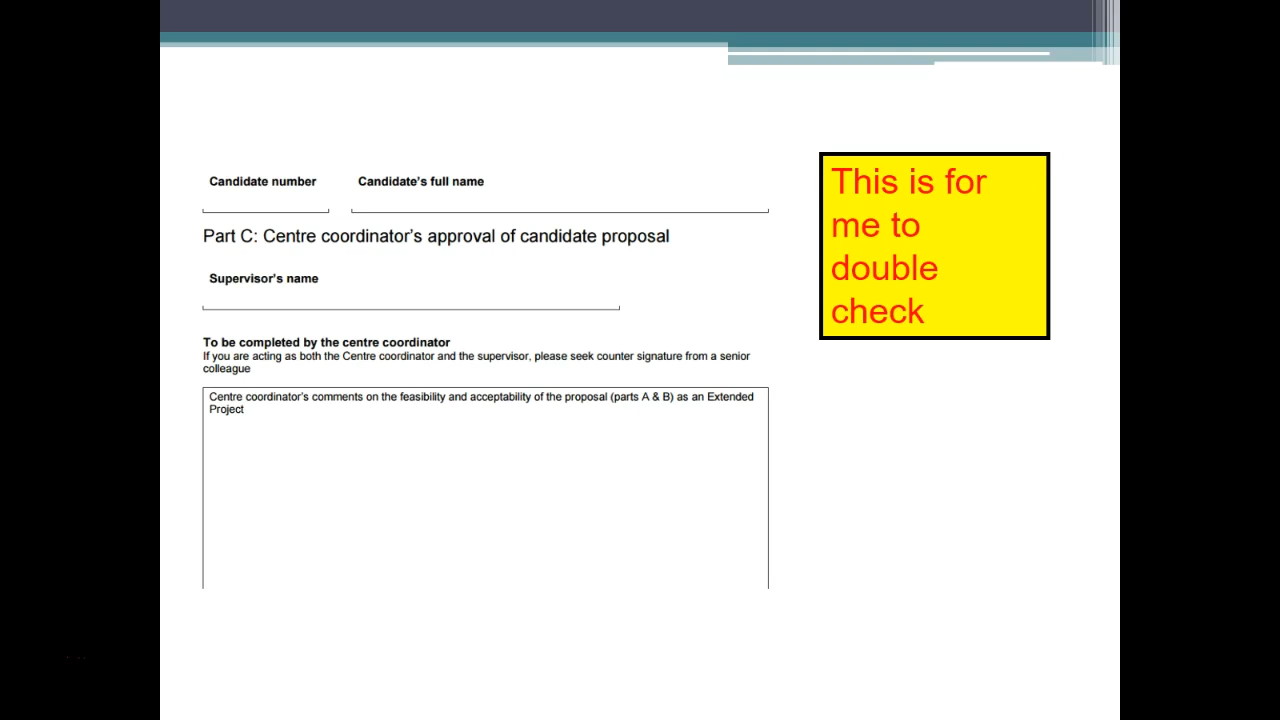 Candidate number Candidate's full name
Part C: Centre coordinator's approval of candidate proposal
Supervisor's name
To be completed by the centre coordinator
If you are acting as both the Centre coordinator and the supervisor, please seek counter signature from a senior
colleague
Centre coordinator's comments on the feasibility and acceptability of the proposal (parts A & B) as an Extended
Project
This is for
me to
double
check